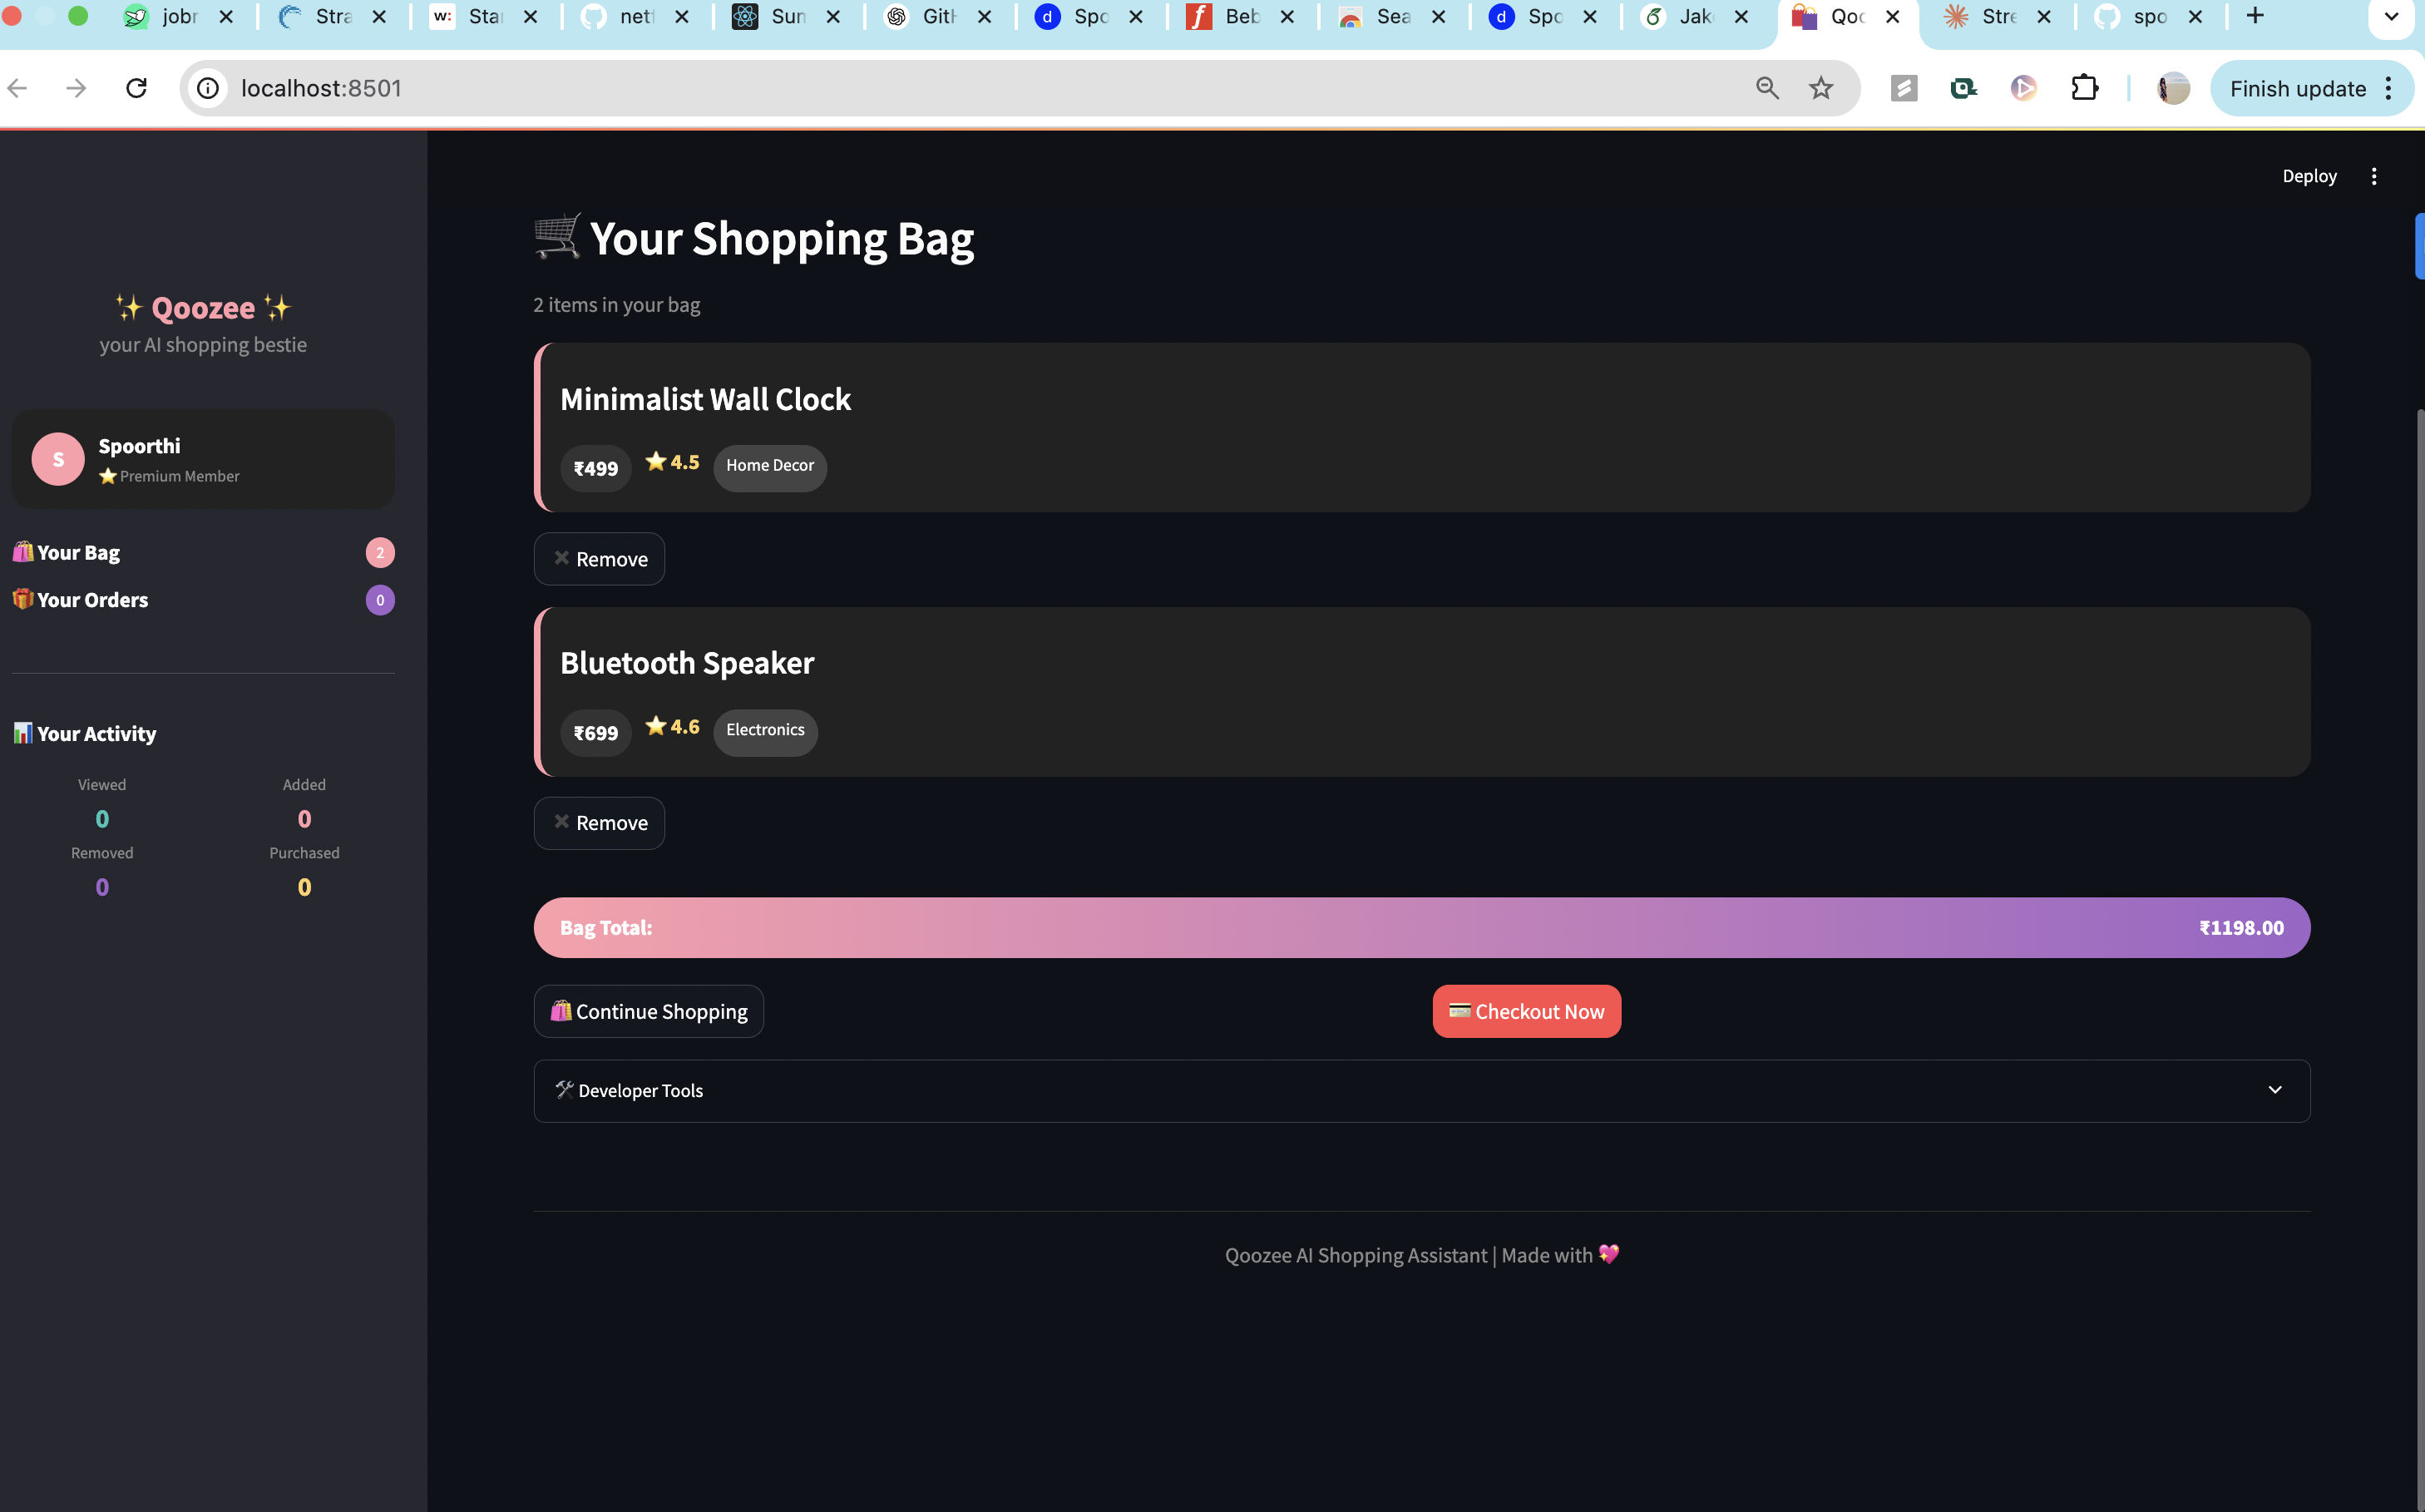 jobr
Stra
w: Star
netf
Sum
GitH
d Spo
f Beb
Sea
d Spo
Jak
Qoo
Stre
spo
localhost:8501
Finish update
Deploy
✨ Qoozee ✨
your AI shopping bestie
S
Spoorthi
⭐ Premium Member
🛍️ Your Bag 2
🎁 Your Orders 0
📊 Your Activity
Viewed Added
0 0
Removed Purchased
0 0
🛒 Your Shopping Bag
2 items in your bag
Minimalist Wall Clock
₹499 ⭐ 4.5 Home Decor
✖ Remove
Bluetooth Speaker
₹699 ⭐ 4.6 Electronics
✖ Remove
Bag Total: ₹1198.00
🛍️ Continue Shopping 💳 Checkout Now
🛠️ Developer Tools
Qoozee AI Shopping Assistant | Made with 💖